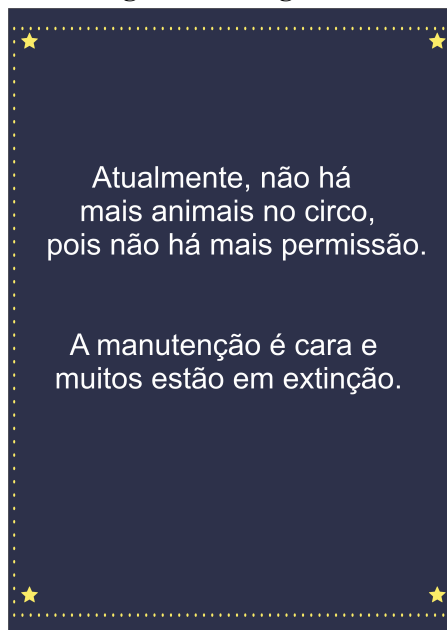 Atualmente, não há
mais animais no circo,
pois não há mais permissão.
A manutenção é cara e
muitos estão em extinção.